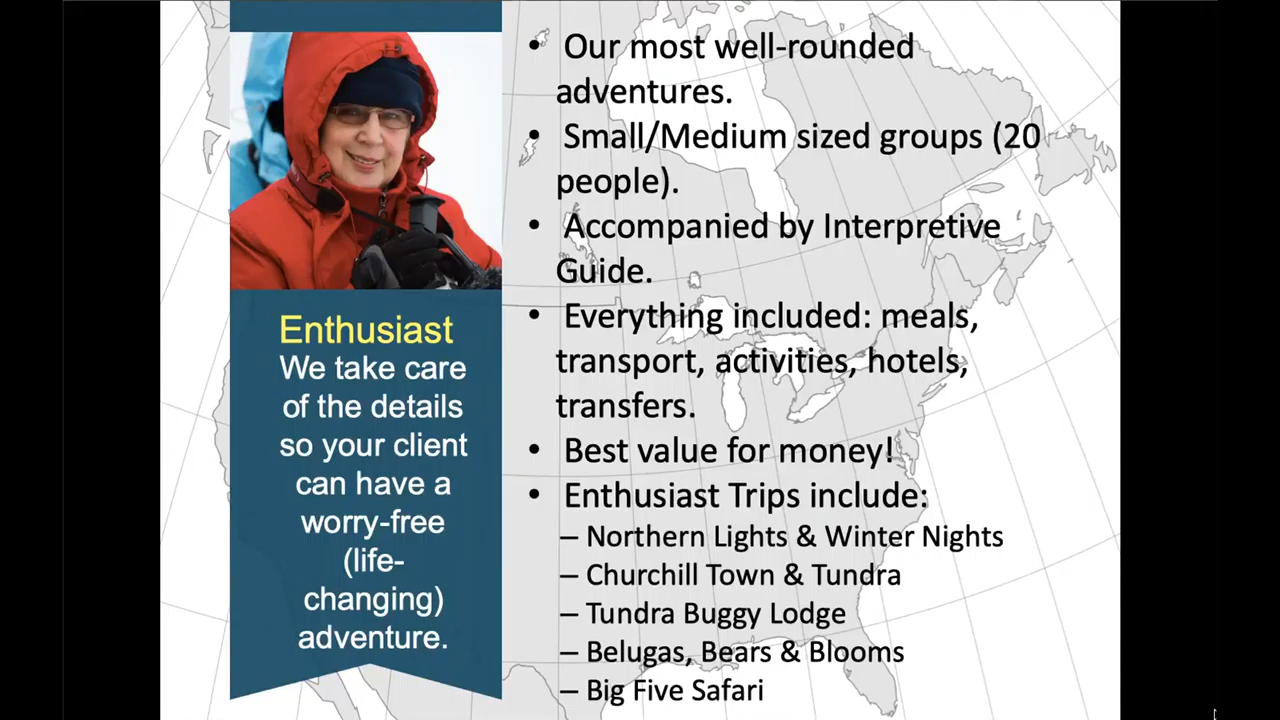 Enthusiast
We take care
of the details
so your client
can have a
worry-free
(life-
changing)
adventure.
• Our most well-rounded
adventures.
• Small/Medium sized groups (20
people).
• Accompanied by Interpretive
Guide.
• Everything included: meals,
transport, activities, hotels,
transfers.
• Best value for money!
• Enthusiast Trips include:
– Northern Lights & Winter Nights
– Churchill Town & Tundra
– Tundra Buggy Lodge
– Belugas, Bears & Blooms
– Big Five Safari